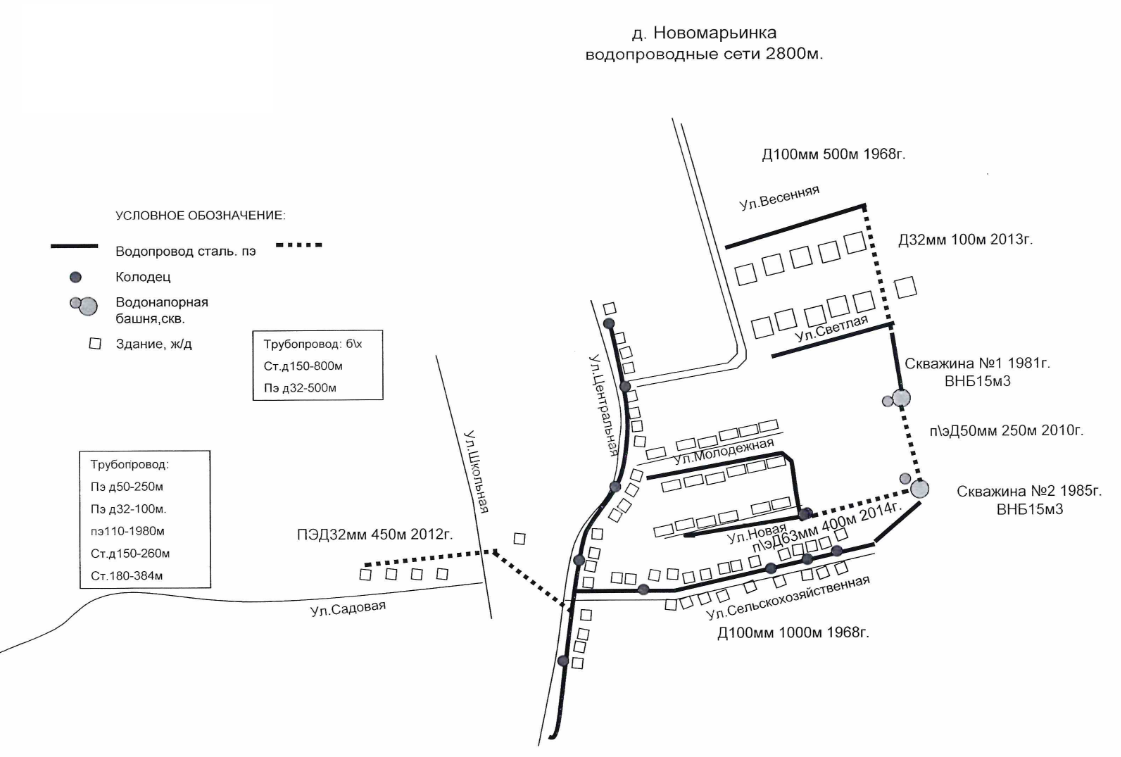 д. Новомарьинка
водопроводные сети 2800м.
Д100мм 500м 1968г.
Ул.Весенняя
УСЛОВНОЕ ОБОЗНАЧЕНИЕ:
Водопровод сталь. пэ
Колодец
Водонапорная
башня,скв.
Здание, ж/д
Д32мм 100м 2013г.
Ул.Светлая
Трубопровод: б\х
Ст.д150-800м
Пэ д32-500м
Ул.Центральная
Скважина №1 1981г.
ВНБ15м3
п\эД50мм 250м 2010г.
Ул.Школьная
Ул.Молодежная
Трубопровод:
Пэ д50-250м
Пэ д32-100м.
пэ110-1980м
Ст.д150-260м
Ст.180-384м
Скважина №2 1985г.
ВНБ15м3
ПЭД32мм 450м 2012г.
Ул.Новая
п\эД63мм 400м 2014г.
Ул.Садовая
Ул.Сельскохозяйственная
Д100мм 1000м 1968г.